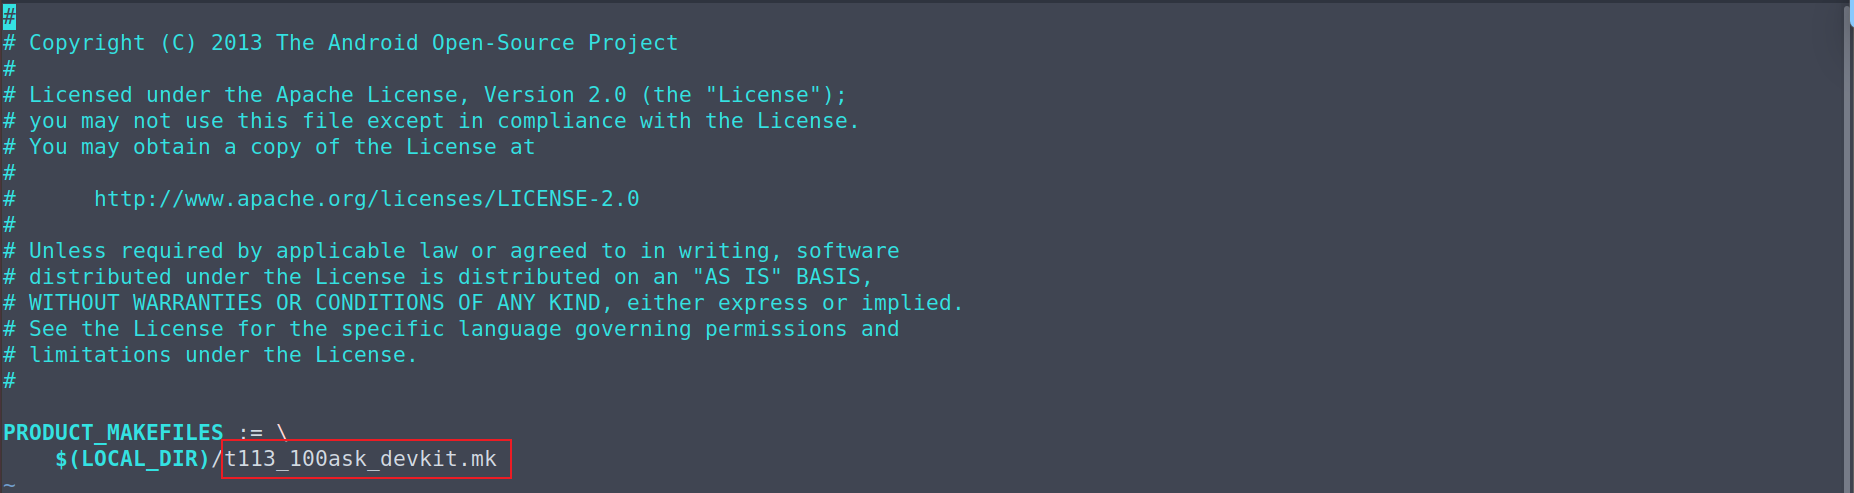 #
# Copyright (C) 2013 The Android Open-Source Project
#
# Licensed under the Apache License, Version 2.0 (the "License");
# you may not use this file except in compliance with the License.
# You may obtain a copy of the License at
#
#      http://www.apache.org/licenses/LICENSE-2.0
#
# Unless required by applicable law or agreed to in writing, software
# distributed under the License is distributed on an "AS IS" BASIS,
# WITHOUT WARRANTIES OR CONDITIONS OF ANY KIND, either express or implied.
# See the License for the specific language governing permissions and
# limitations under the License.
#
PRODUCT_MAKEFILES := \
    $(LOCAL_DIR)/t113_100ask_devkit.mk
~